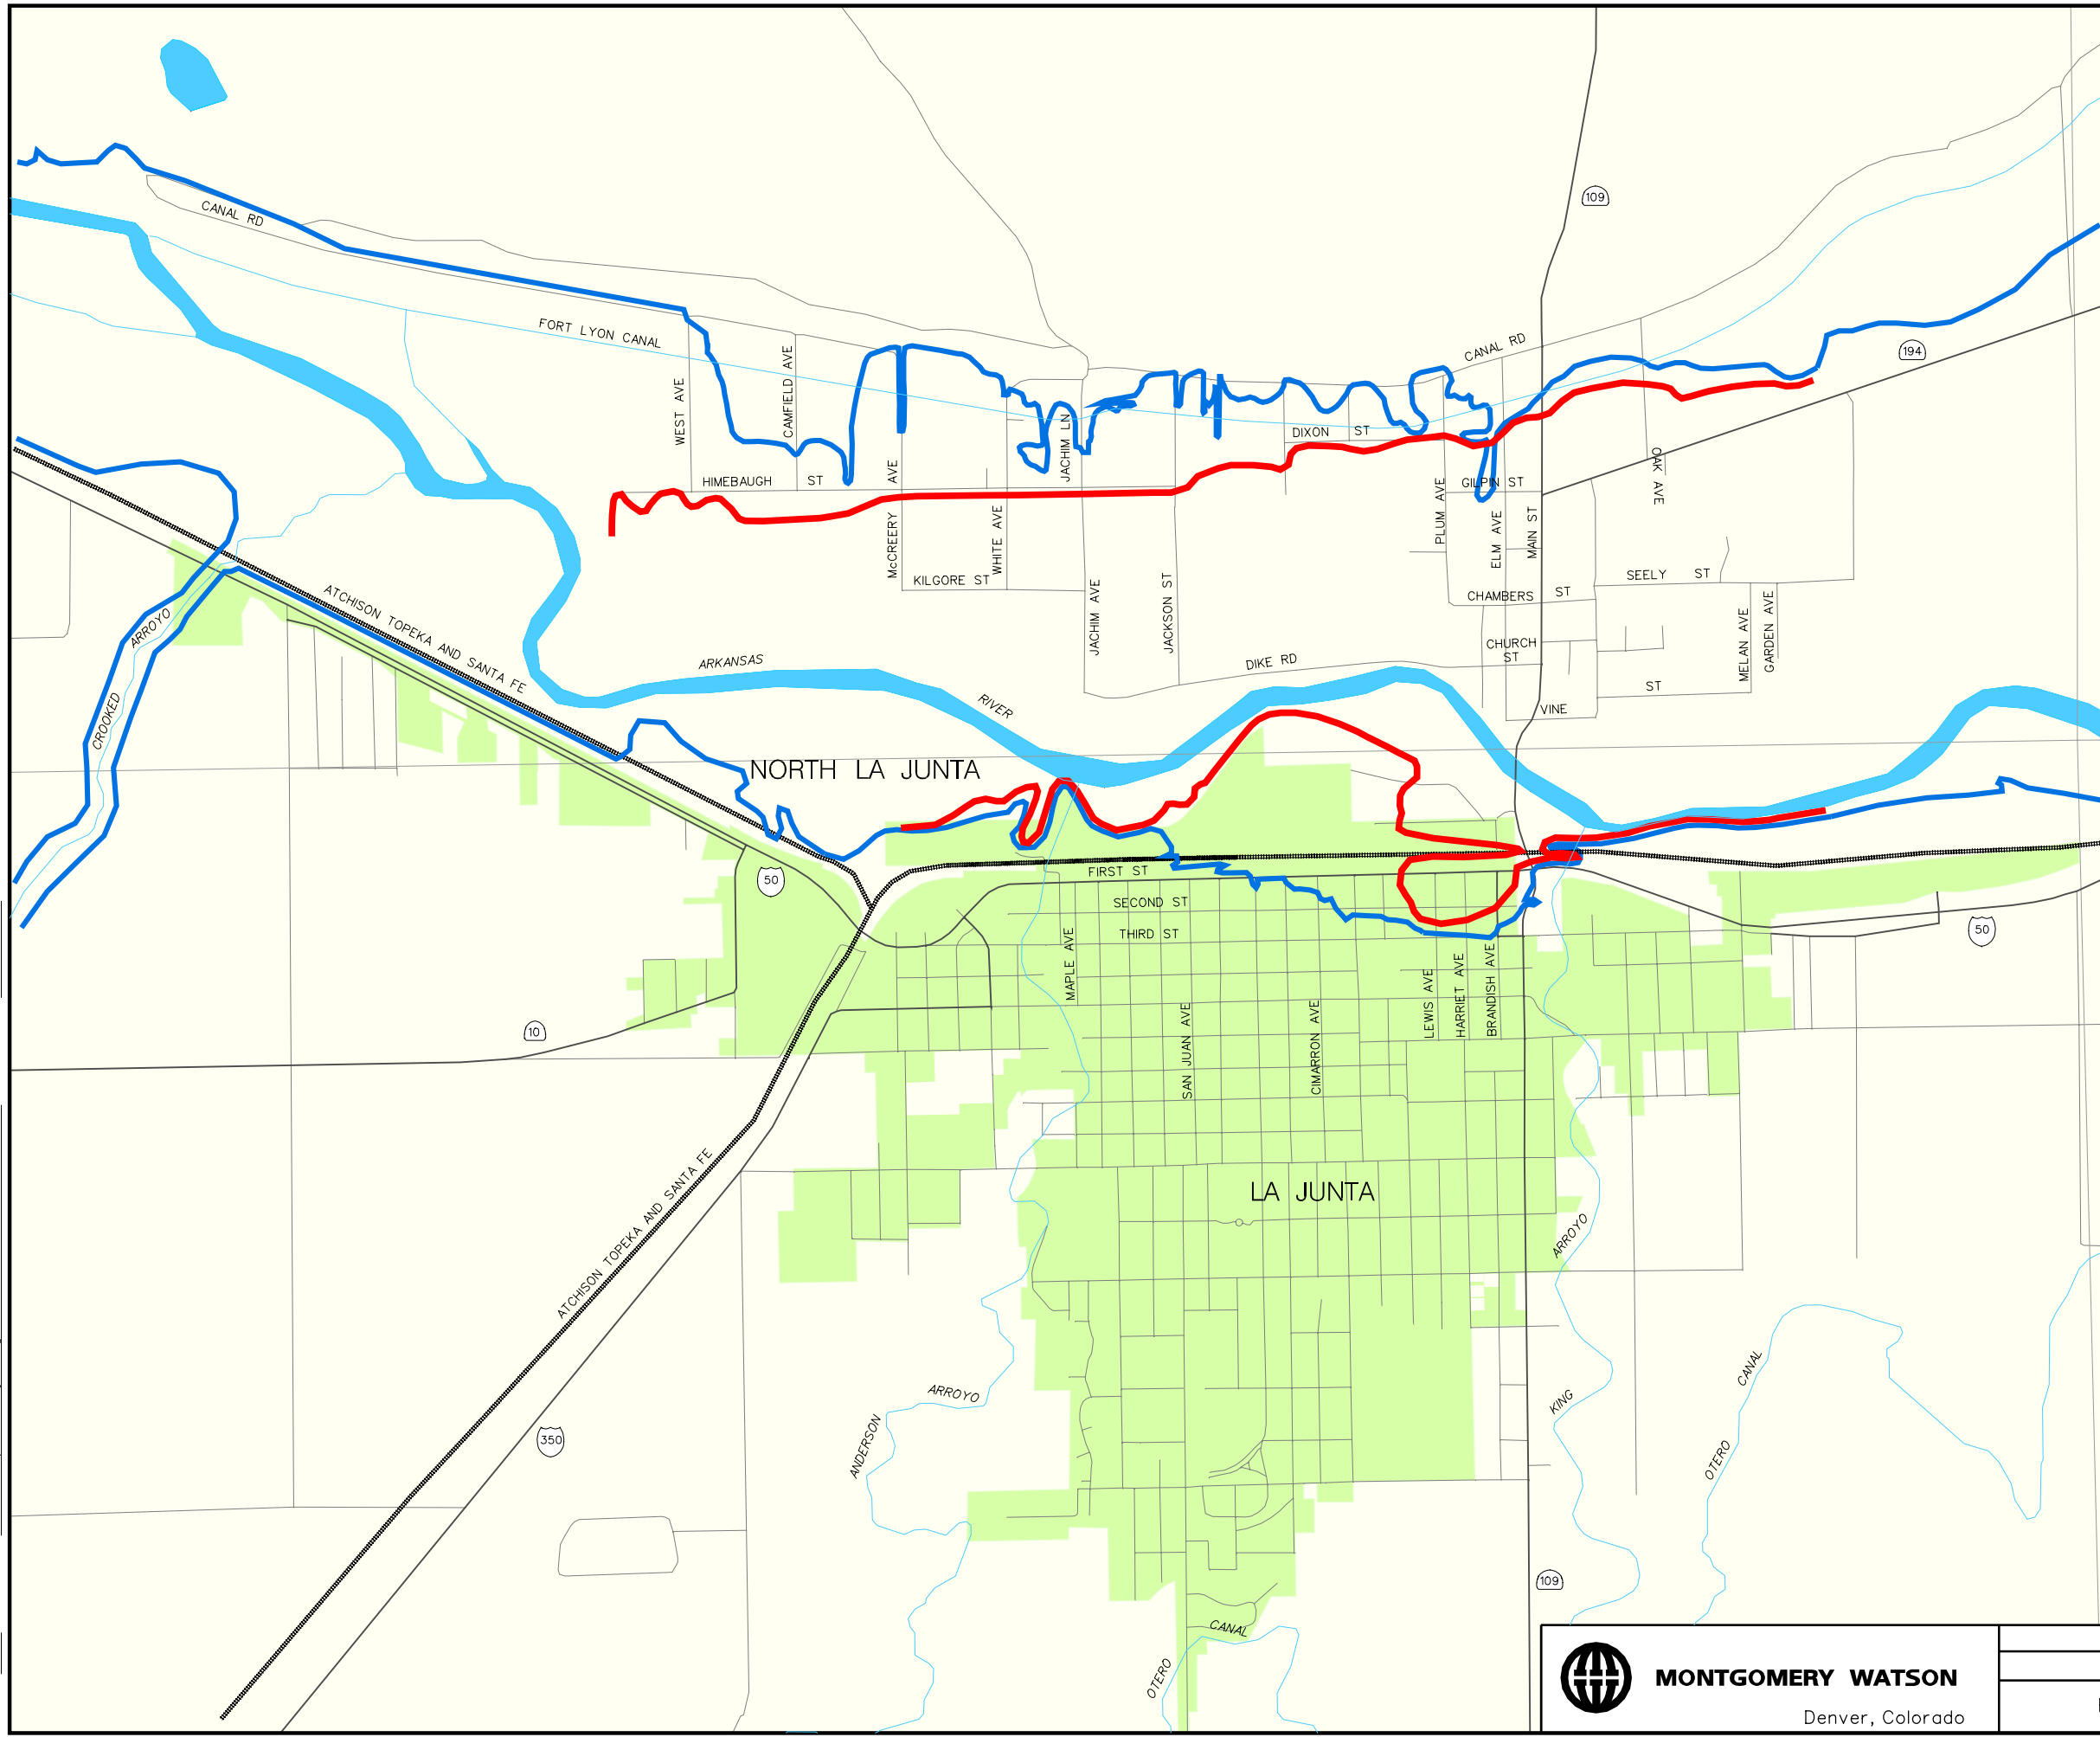 109
CANAL RD
FORT LYON CANAL
CANAL RD
194
WEST AVE
CAMFIELD AVE
JACHIM LN
DIXON ST
OAK AVE
HIMEBAUGH ST
McCREERY AVE
GILPIN ST
PLUM AVE
ELM AVE
MAIN ST
WHITE AVE
KILGORE ST
SEELY ST
CHAMBERS ST
JACHIM AVE
JACKSON ST
MELAN AVE
GARDEN AVE
CHURCH
ST
ATCHISON TOPEKA AND SANTA FE
CROOKED ARROYO
ARKANSAS RIVER
DIKE RD
ST
VINE
NORTH LA JUNTA
50
FIRST ST
SECOND ST
THIRD ST
50
MAPLE AVE
SAN JUAN AVE
CIMARRON AVE
LEWIS AVE
HARRIET AVE
BRANDISH AVE
10
ATCHISON TOPEKA AND SANTA FE
LA JUNTA
KING ARROYO
OTERO CANAL
ANDERSON ARROYO
350
109
OTERO CANAL
MONTGOMERY WATSON
Denver, Colorado